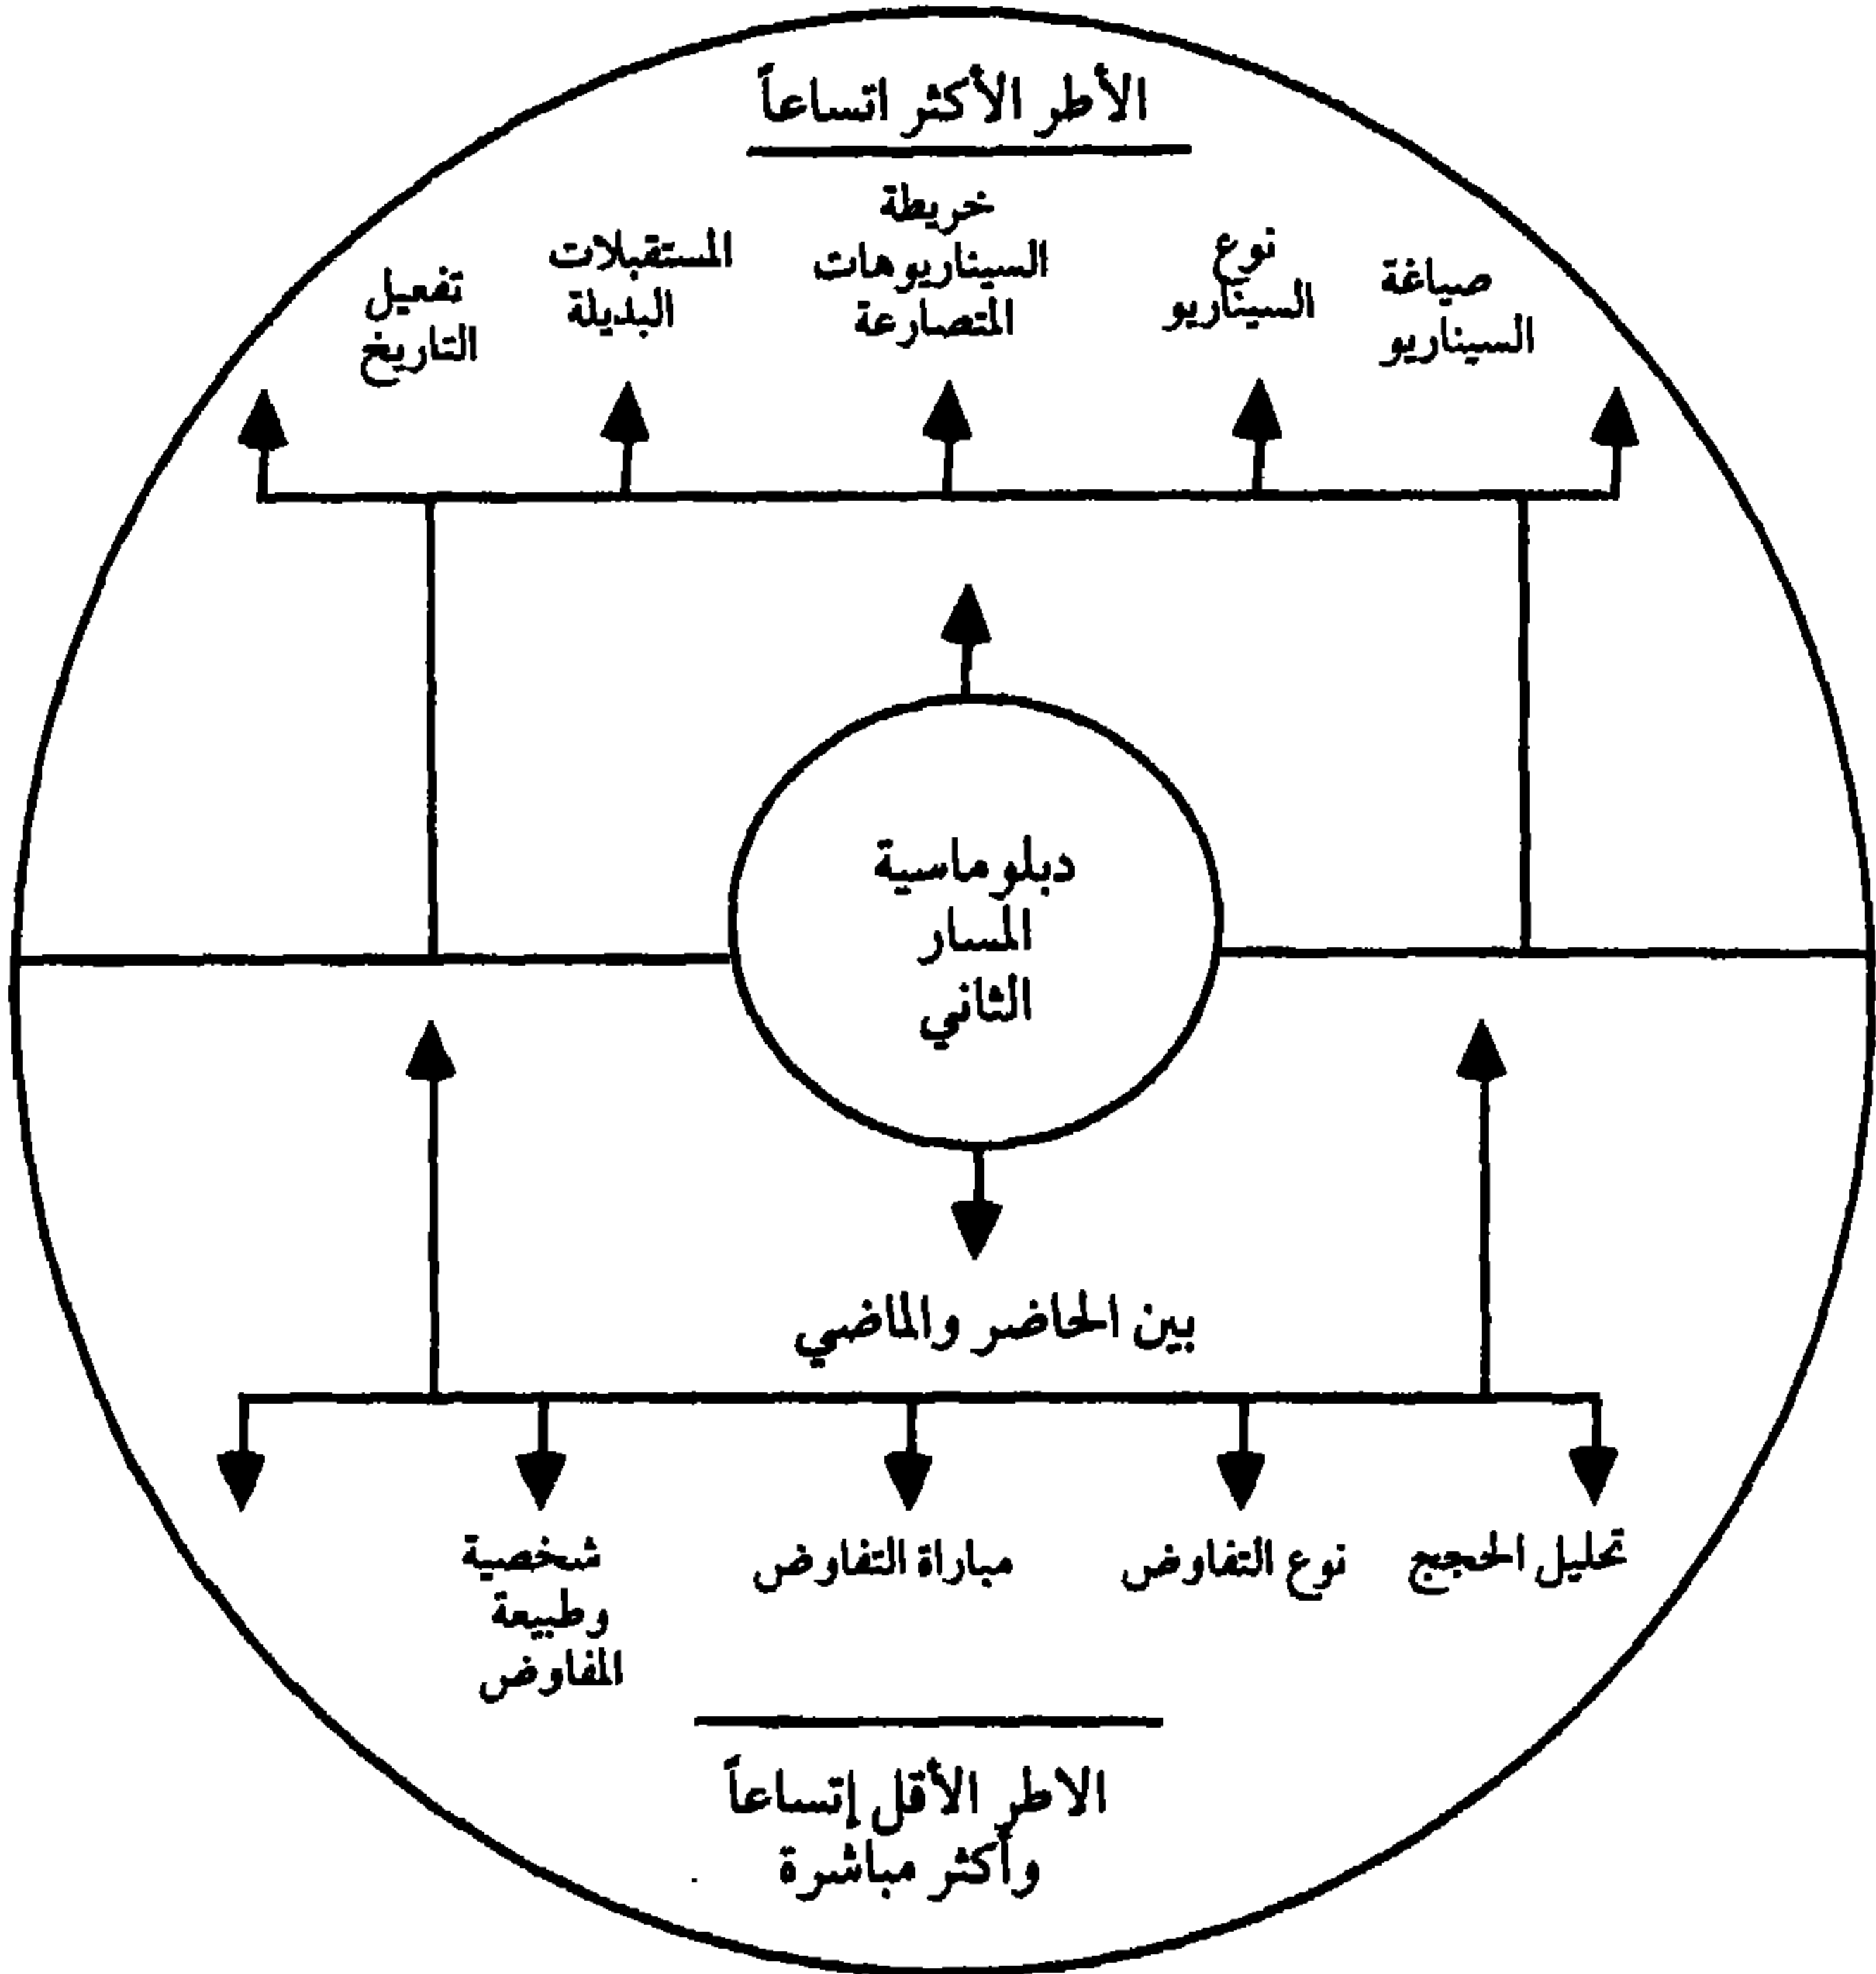 الأطر الأكثر اتساعاً
صياغة
السيناريو
نوع
السيناريو
خريطة
السيناريوهات
المتصارعة
المستقبلات
البديلة
تفعيل
التاريخ
دبلوماسية
المسار
الثاني
بين الحاضر والماضي
تحليل الحجج
نوع التفاوض
مباراة التفاوض
شخصية
وطبيعة
المفاوض
الاطر الأقل إتساعاً
وأكثر مباشرة